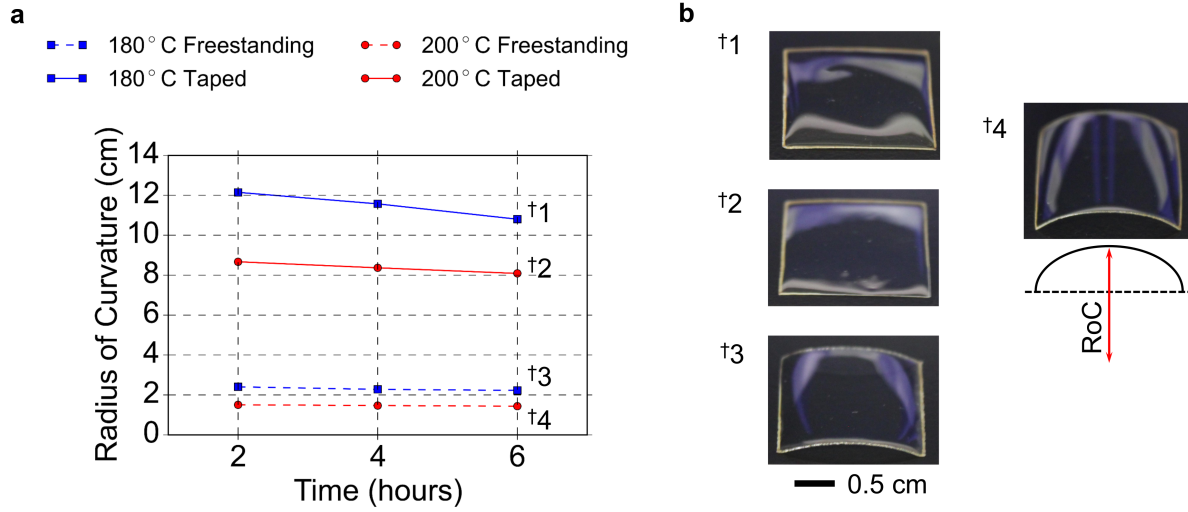 a
180°C Freestanding
200°C Freestanding
180°C Taped
200°C Taped
Radius of Curvature (cm)
14
12
10
8
6
4
2
0
2
4
6
Time (hours)
†1
†2
†3
†4
b
†1
†2
†3
0.5 cm
†4
RoC